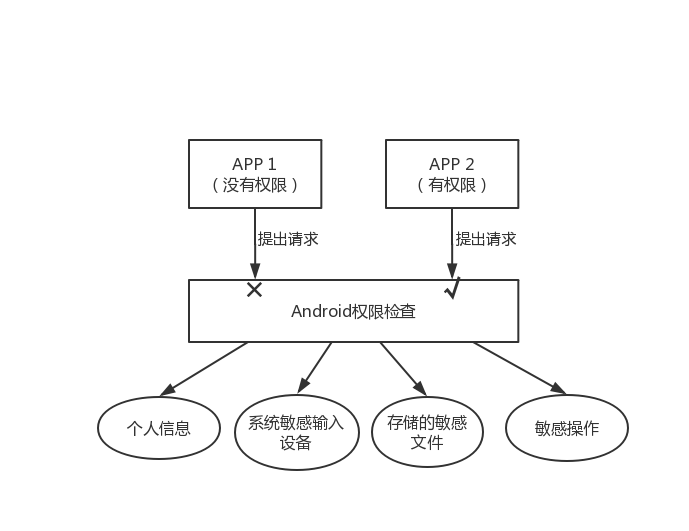 APP 1
（没有权限）
APP 2
（有权限）
提出请求
提出请求
Android权限检查
个人信息
系统敏感输入
设备
存储的敏感
文件
敏感操作